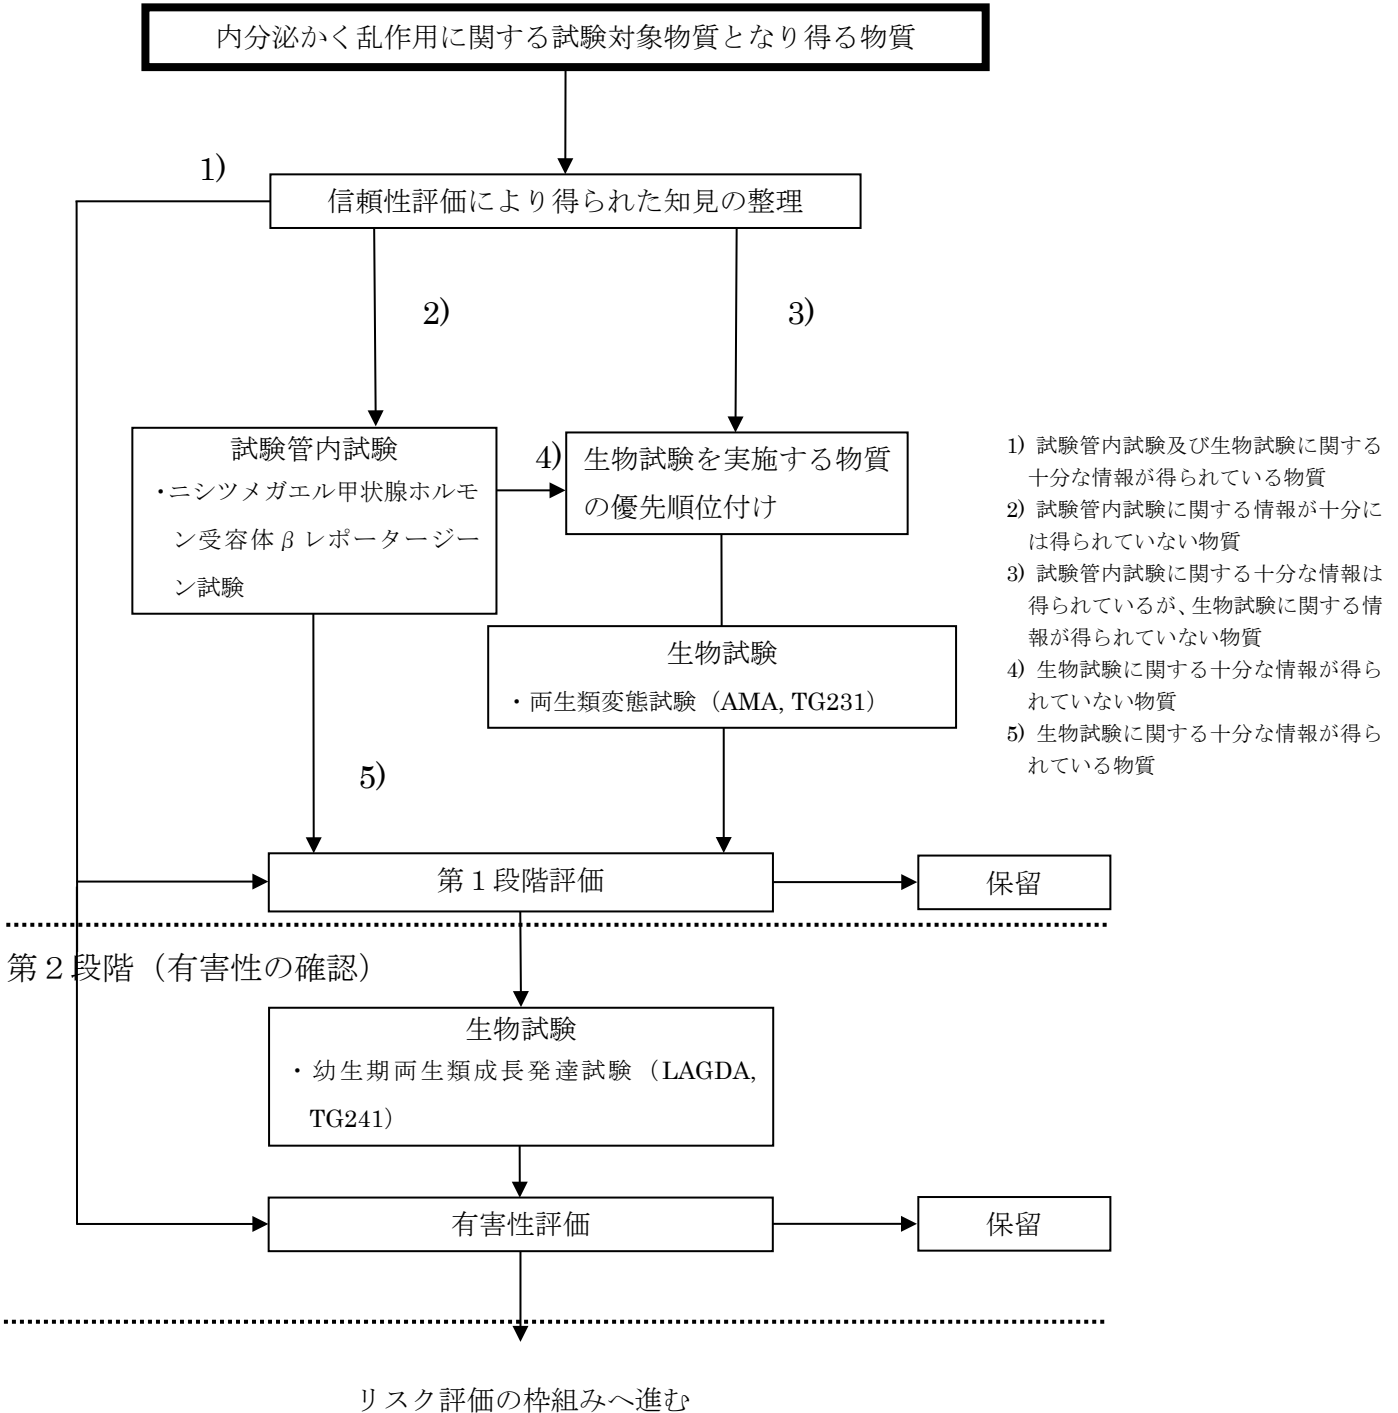 内分泌かく乱作用に関する試験対象物質となり得る物質
1)
信頼性評価により得られた知見の整理
2)
3)
試験管内試験
・ニシツメガエル甲状腺ホルモ
ン受容体βレポータージー
ン試験
4)
生物試験を実施する物質
の優先順位付け
生物試験
・両生類変態試験（AMA, TG231）
5)
1) 試験管内試験及び生物試験に関する
十分な情報が得られている物質
2) 試験管内試験に関する情報が十分に
は得られていない物質
3) 試験管内試験に関する十分な情報は
得られているが、生物試験に関する情
報が得られていない物質
4) 生物試験に関する十分な情報が得ら
れていない物質
5) 生物試験に関する十分な情報が得ら
れている物質
第１段階評価
保留
第２段階（有害性の確認）
生物試験
・幼生期両生類成長発達試験（LAGDA,
TG241）
有害性評価
保留
リスク評価の枠組みへ進む